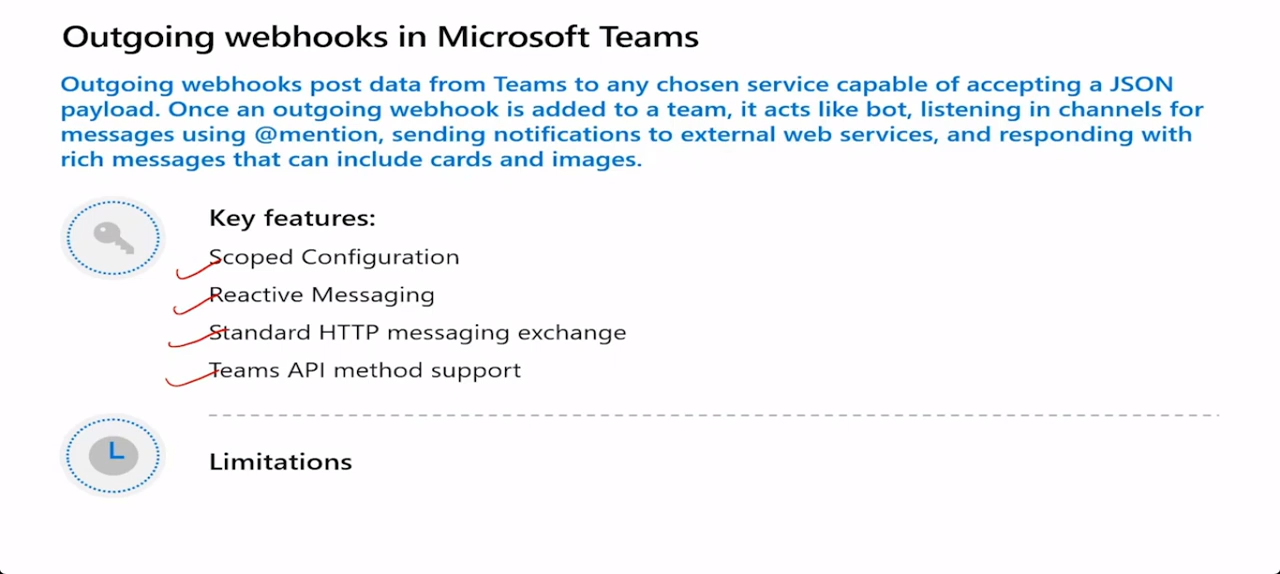 Outgoing webhooks in Microsoft Teams
Outgoing webhooks post data from Teams to any chosen service capable of accepting a JSON
payload. Once an outgoing webhook is added to a team, it acts like bot, listening in channels for
messages using @mention, sending notifications to external web services, and responding with
rich messages that can include cards and images.
Key features:
Scoped Configuration
Reactive Messaging
Standard HTTP messaging exchange
Teams API method support
Limitations